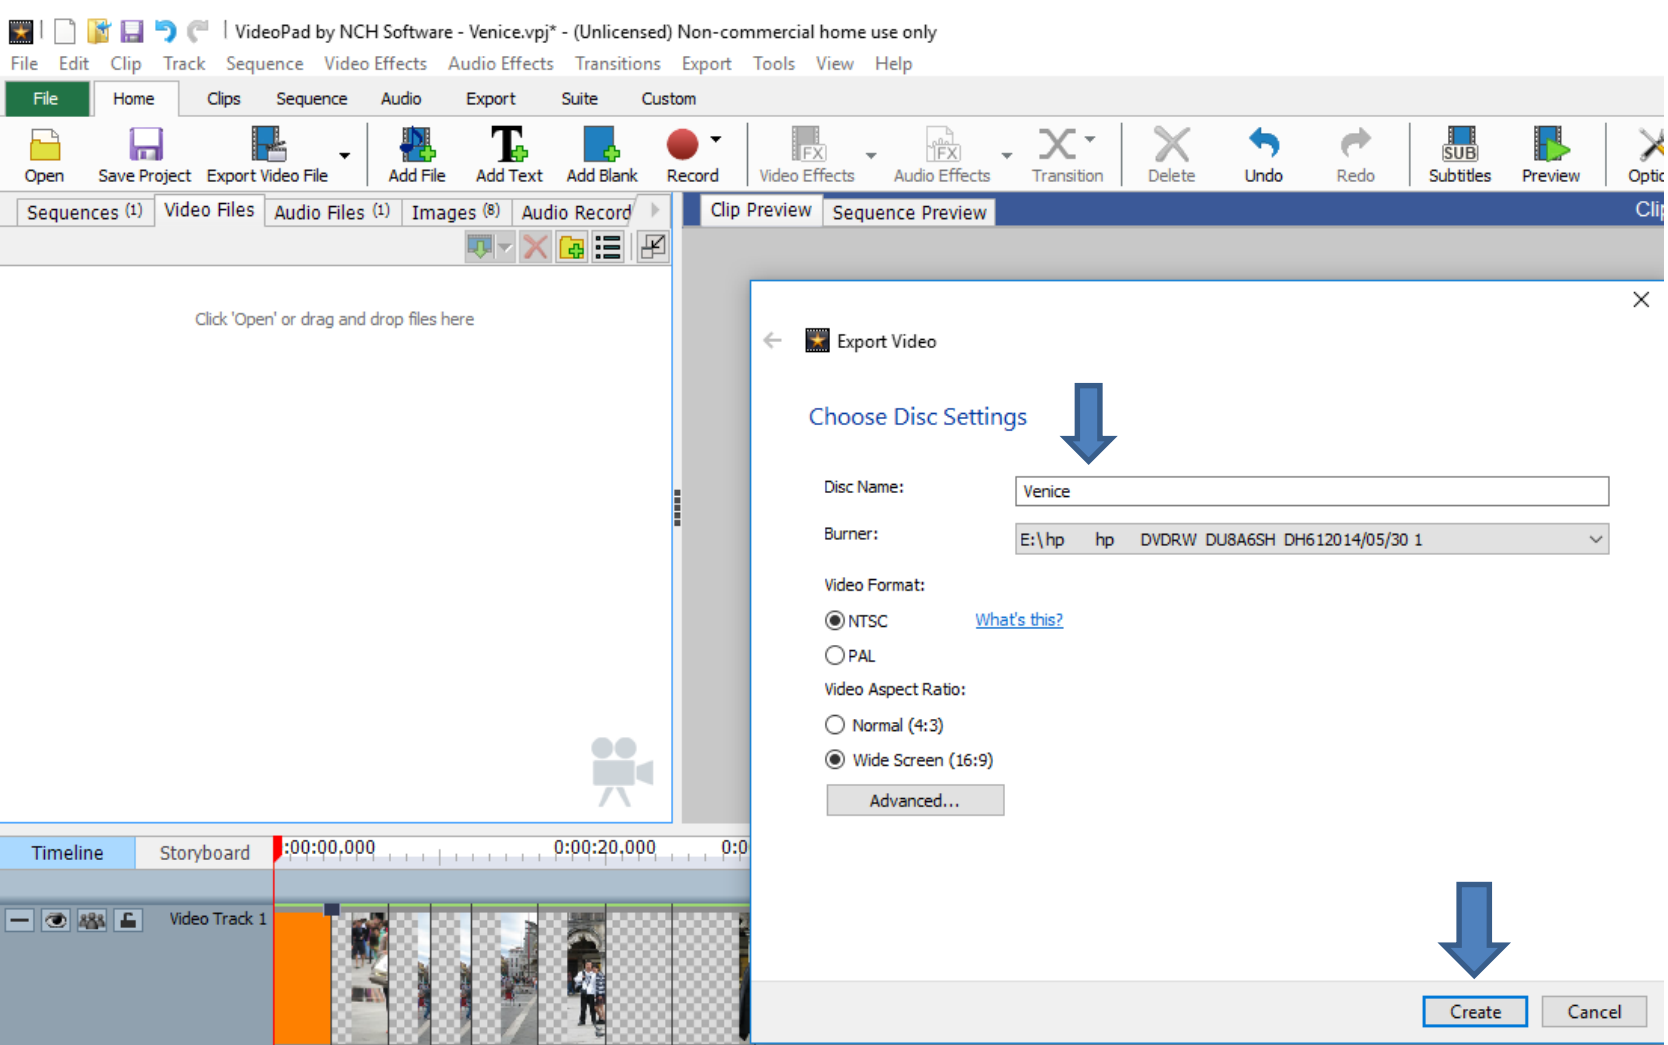 VideoPad by NCH Software - Venice.vpj* - (Unlicensed) Non-commercial home use only
File Edit Clip Track Sequence Video Effects Audio Effects Transitions Export Tools View Help
File Home Clips Sequence Audio Export Suite Custom
FX FX SUB
Open Save Project Export Video File Add File Add Text Add Blank Record Video Effects Audio Effects Transition Delete Undo Redo Subtitles Preview Optio
Sequences (1) Video Files Audio Files (1) Images (8) Audio Record Clip Preview Sequence Preview Clip
Click 'Open' or drag and drop files here
Export Video
Choose Disc Settings
Disc Name: Venice
Burner: E:\hp hp DVDRW DU8A6SH DH612014/05/30 1
Video Format:
NTSC What's this?
PAL
Video Aspect Ratio:
Normal (4:3)
Wide Screen (16:9)
Advanced...
Timeline Storyboard :00:00.000 0:00:20.000 0:0
Video Track 1
Create Cancel